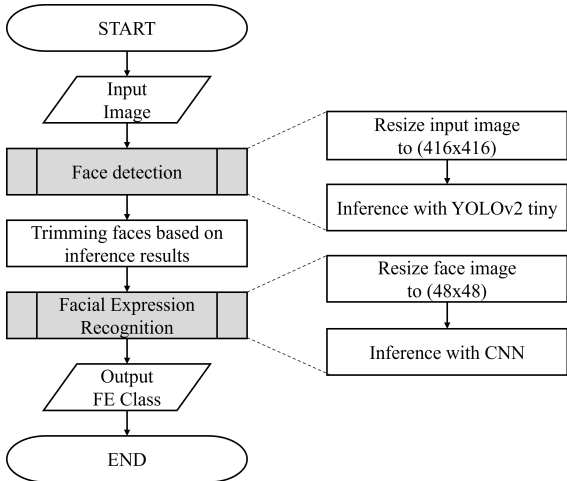 START
Input
Image
Face detection
Trimming faces based on
inference results
Facial Expression
Recognition
Output
FE Class
END
Resize input image
to (416x416)
Inference with YOLOv2 tiny
Resize face image
to (48x48)
Inference with CNN